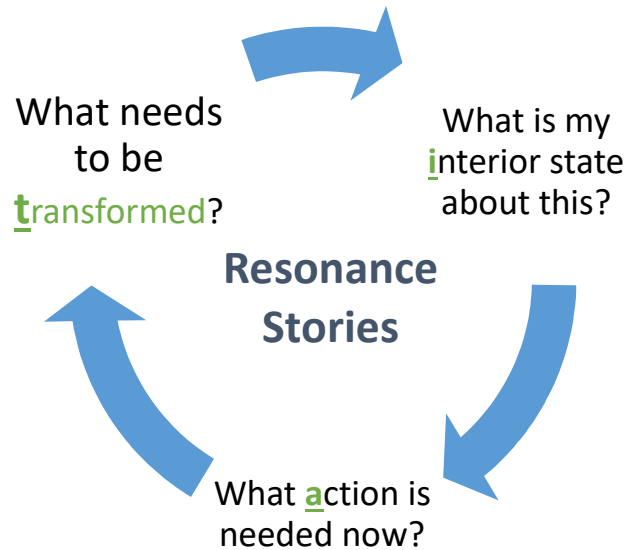 What needs
to be
transformed?
What is my
interior state
about this?
Resonance
Stories
What action is
needed now?